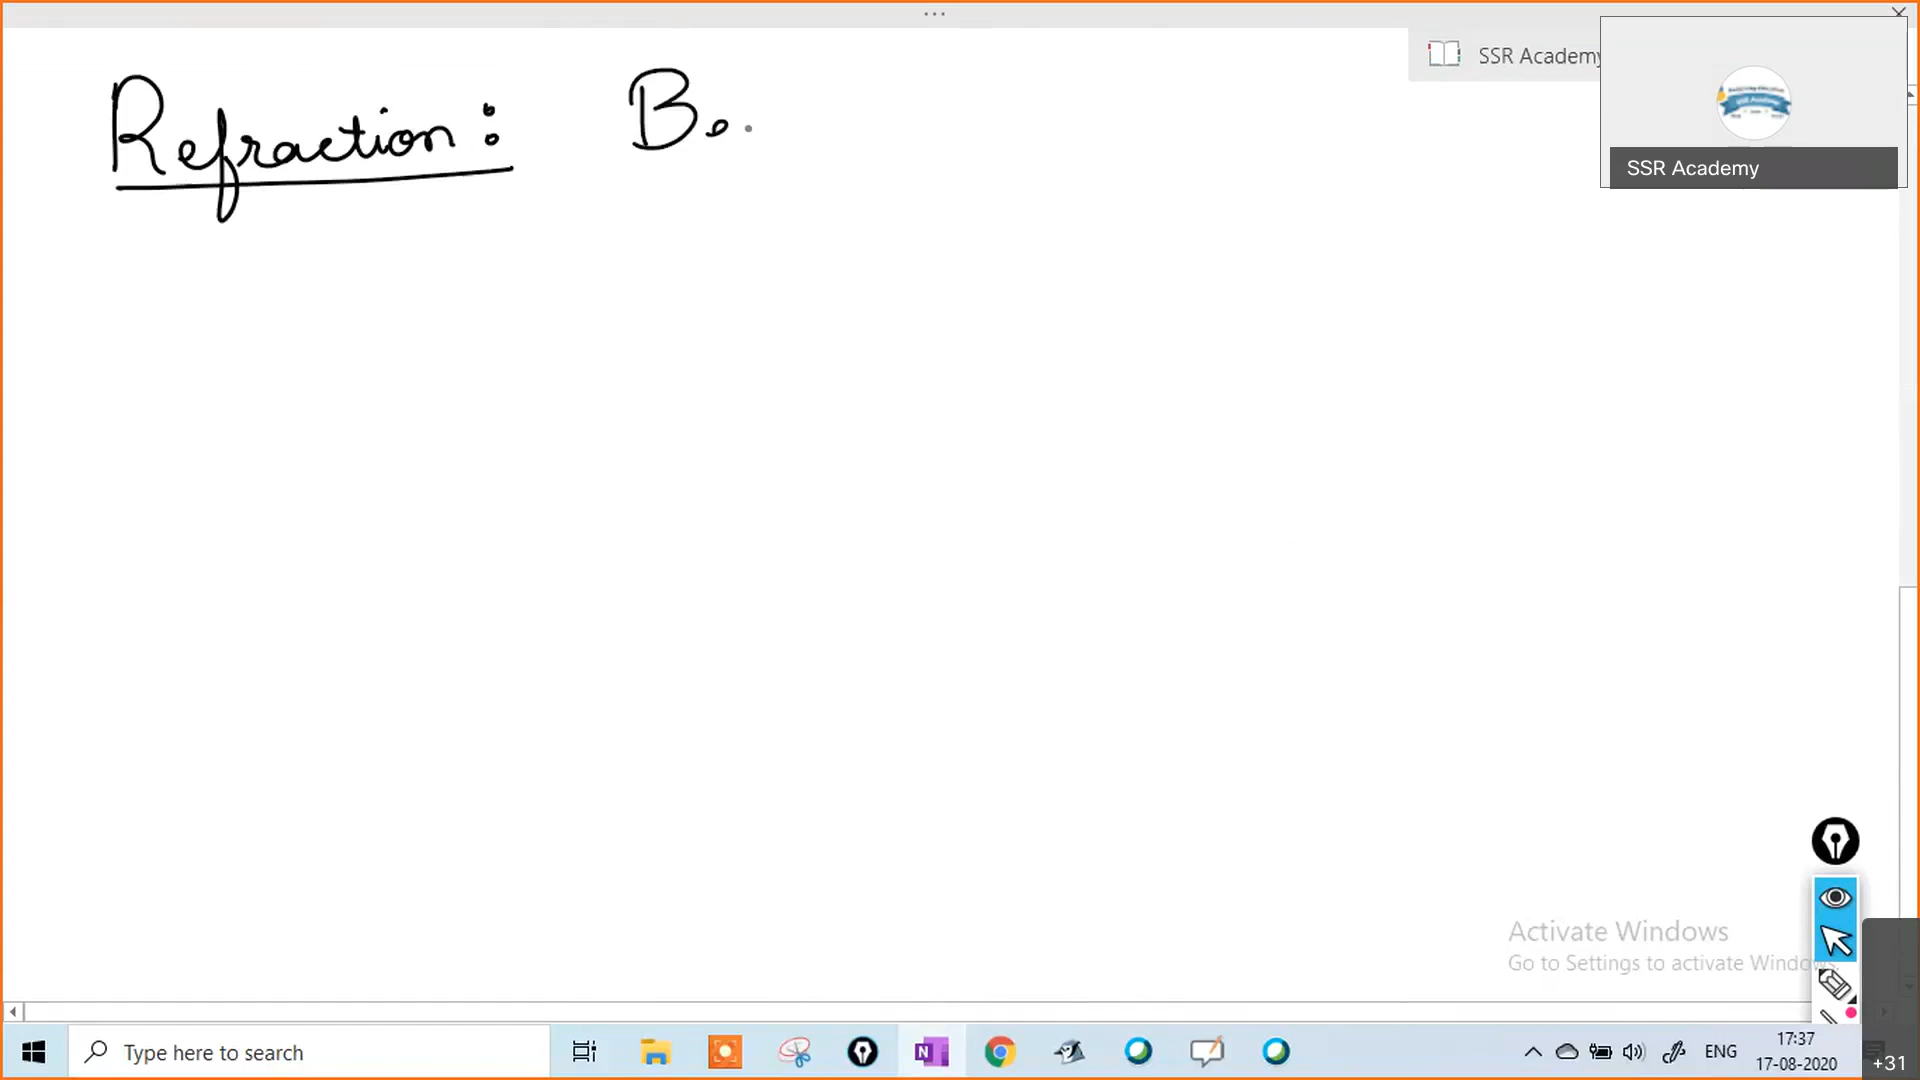 SSR Academy
Refraction : Be
SSR Academy
Activate Windows
Go to Settings to activate Windows.
Type here to search
ENG
17:37
17-08-2020
+31